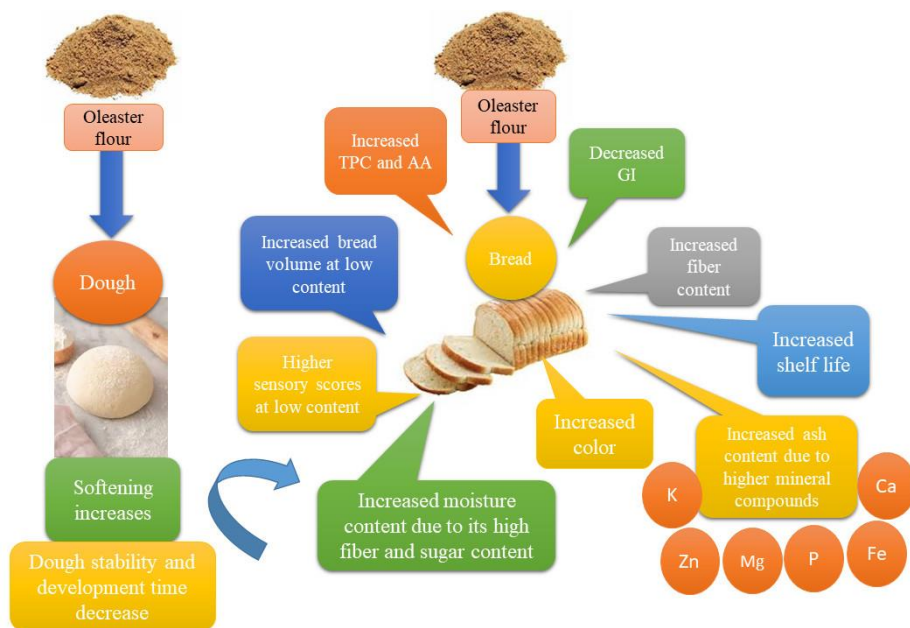 Oleaster
flour
Dough
Softening
increases
Dough stability and
development time
decrease
Oleaster
flour
Increased
TPC and AA
Decreased
GI
Increased bread
volume at low
content
Bread
Increased
fiber
content
Higher
sensory scores
at low content
Increased
shelf life
Increased
color
Increased moisture
content due to its high
fiber and sugar content
Increased ash
content due to
higher mineral
compounds
K
Ca
Zn
Mg
P
Fe